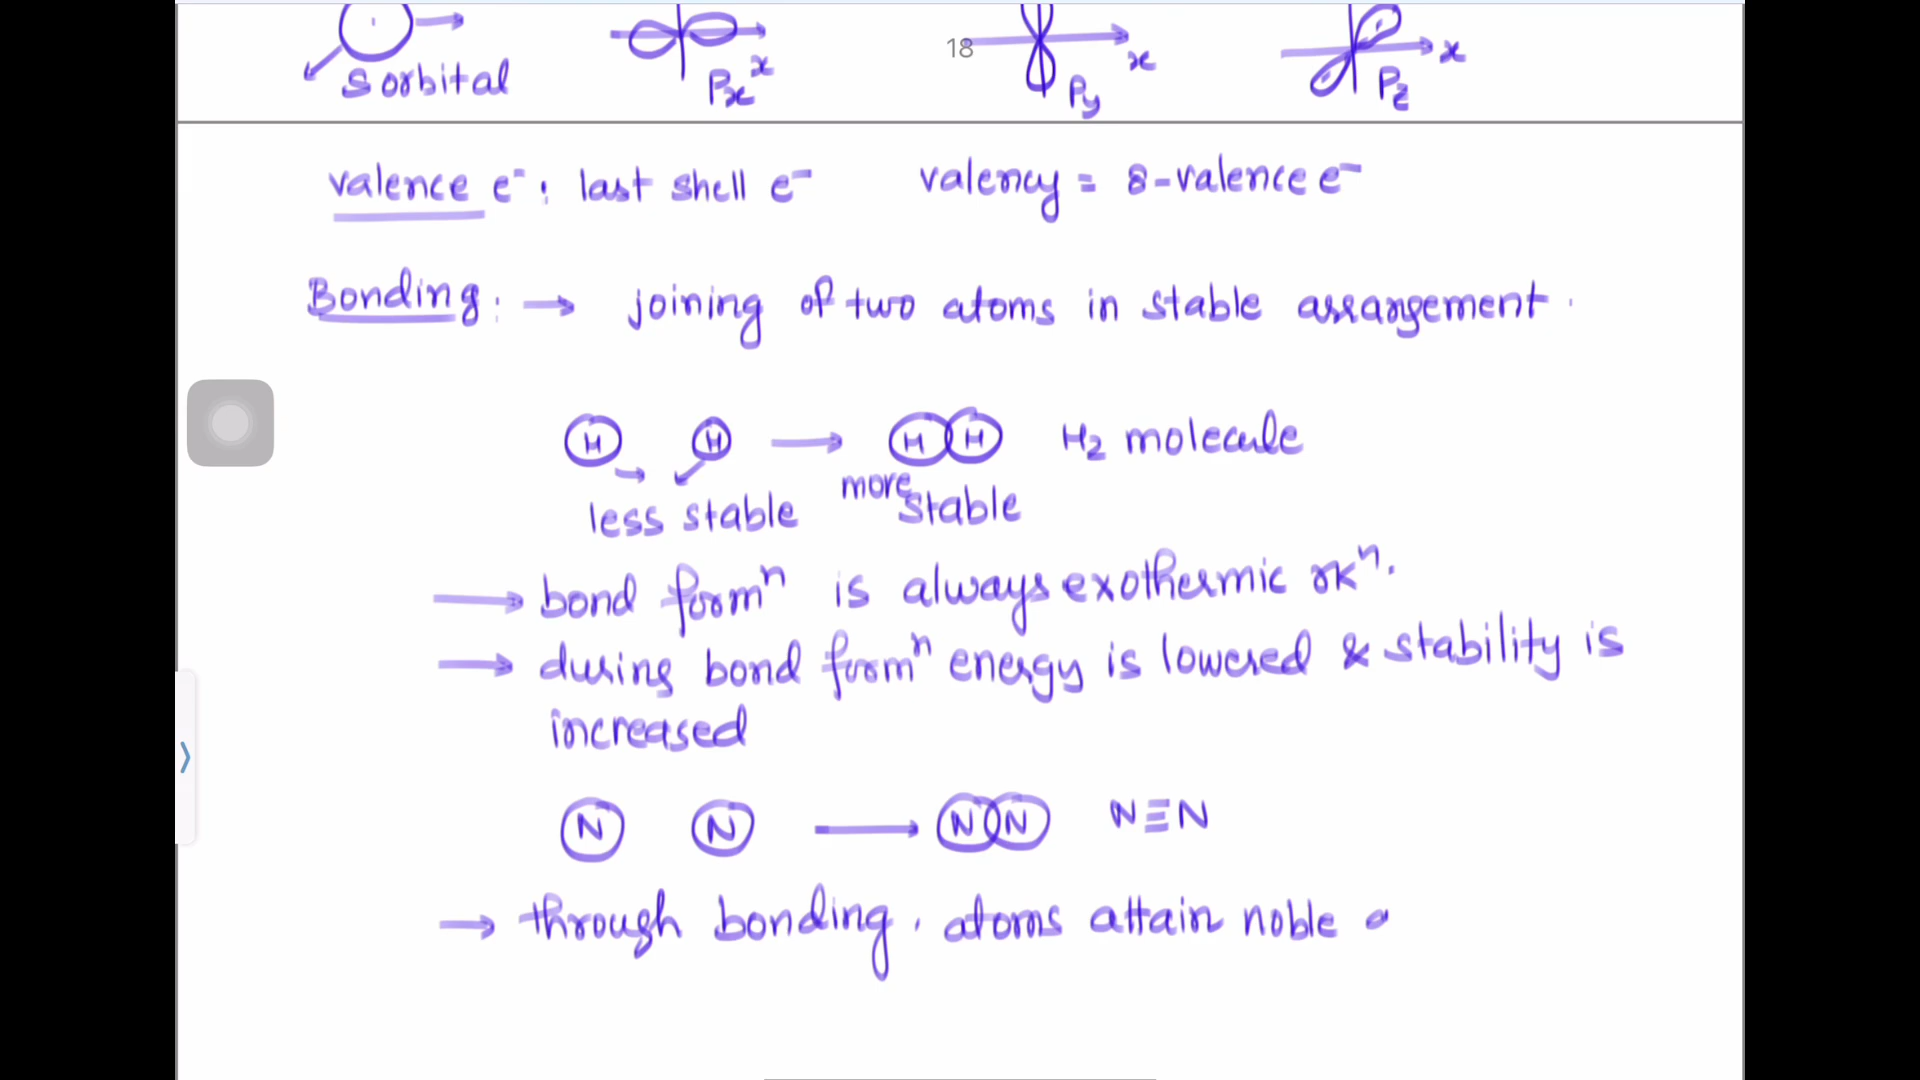 18
s orbital Px x Py x Pz x
valence e⁻ : last shell e⁻ valency = 8-valence e⁻
Bonding : → joining of two atoms in stable arrangement .
H H → H H H₂ molecule
less stable more stable
→ bond formⁿ is always exothermic rxⁿ.
→ during bond formⁿ energy is lowered & stability is
increased
N N → N N N≡N
→ through bonding . atoms attain noble